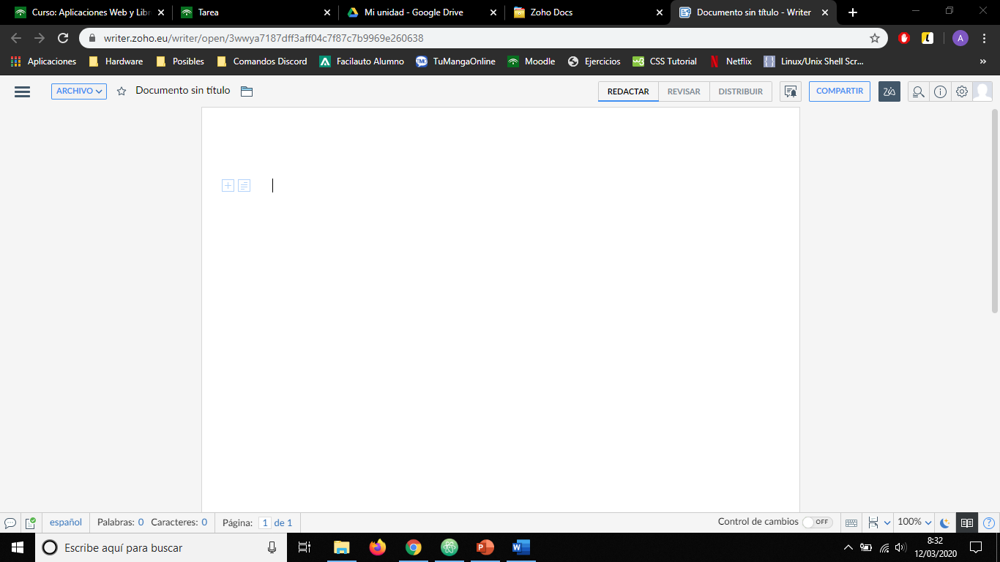 Curso: Aplicaciones Web y Libr
Tarea
Mi unidad - Google Drive
Zoho Docs
Documento sin título - Writer
writer.zoho.eu/writer/open/3wwya7187dff3aff04c7f87c7b9969e260638
L
A
Aplicaciones
Hardware
Posibles
Comandos Discord
Facilauto Alumno
TMO
TuMangaOnline
Moodle
Ejercicios
w3
CSS Tutorial
Netflix
Linux/Unix Shell Scr...
»
ARCHIVO
Documento sin título
REDACTAR
REVISAR
DISTRIBUIR
COMPARTIR
español
Palabras: 0
Caracteres: 0
Página: 1 de 1
Control de cambios
OFF
100%
Escribe aquí para buscar
8:32
12/03/2020